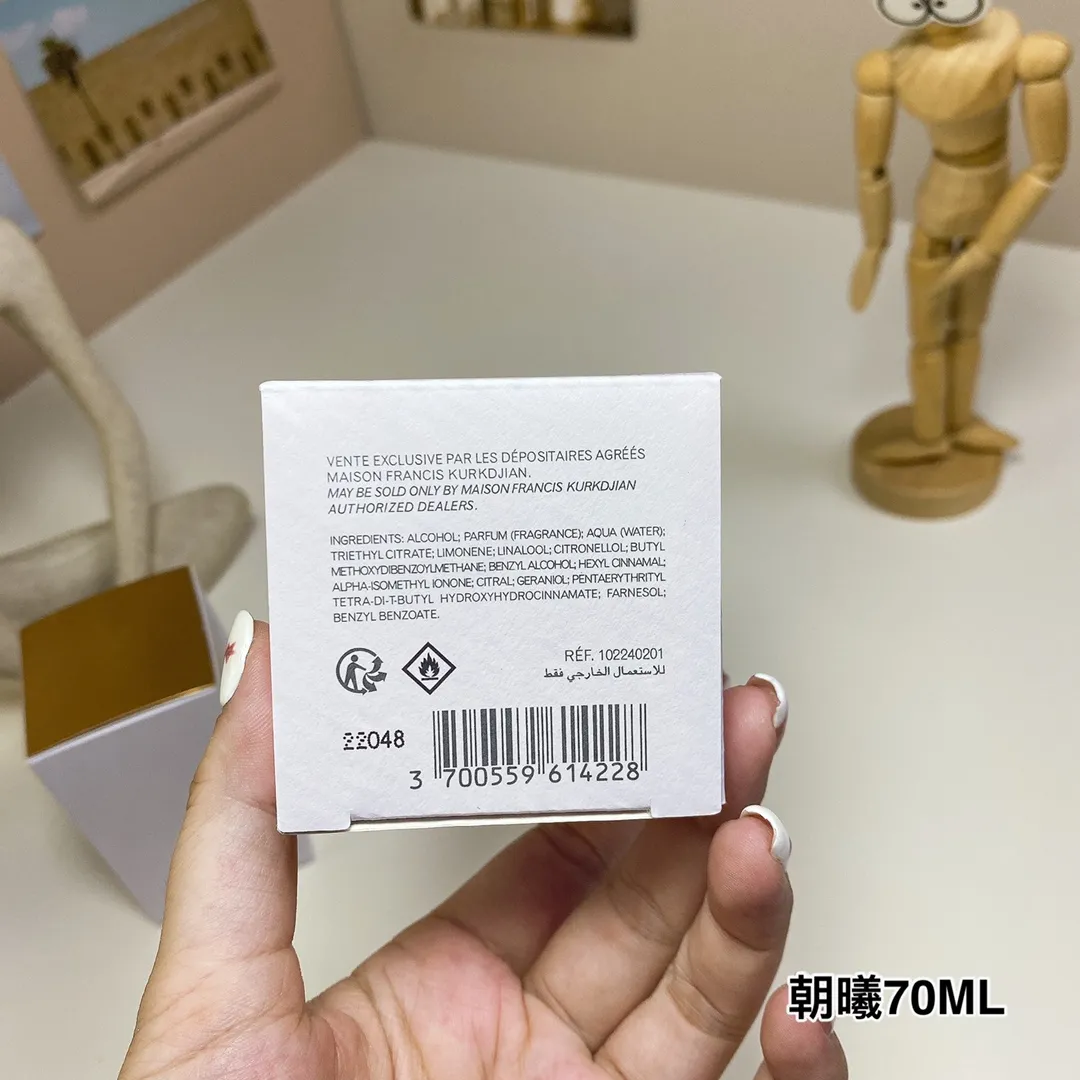 VENTE EXCLUSIVE PAR LES DÉPOSITAIRES AGRÉÉS
MAISON FRANCIS KURKDJIAN.
MAY BE SOLD ONLY BY MAISON FRANCIS KURKDJIAN
AUTHORIZED DEALERS.
INGREDIENTS: ALCOHOL; PARFUM (FRAGRANCE); AQUA (WATER);
TRIETHYL CITRATE; LIMONENE; LINALOOL; CITRONELLOL; BUTYL
METHOXYDIBENZOYLMETHANE; BENZYL ALCOHOL; HEXYL CINNAMAL;
ALPHA-ISOMETHYL IONONE; CITRAL; GERANIOL; PENTAERYTHRITYL
TETRA-DI-T-BUTYL HYDROXYHYDROCINNAMATE; FARNESOL;
BENZYL BENZOATE.
RÉF. 102240201
للاستعمال الخارجي فقط
22048
3 700559 614228
朝曦70ML